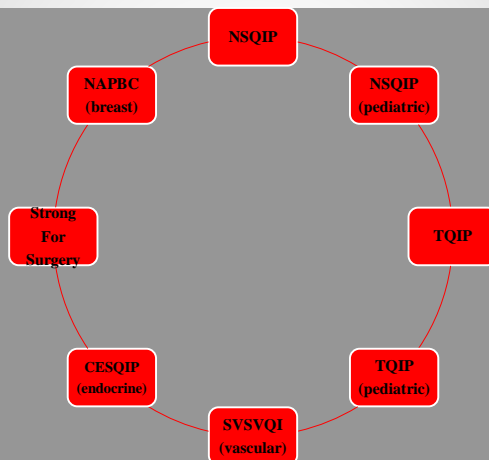 NSQIP
NSQIP
(pediatric)
TQIP
TQIP
(pediatric)
SVSVQI
(vascular)
CESQIP
(endocrine)
Strong
For
Surgery
NAPBC
(breast)